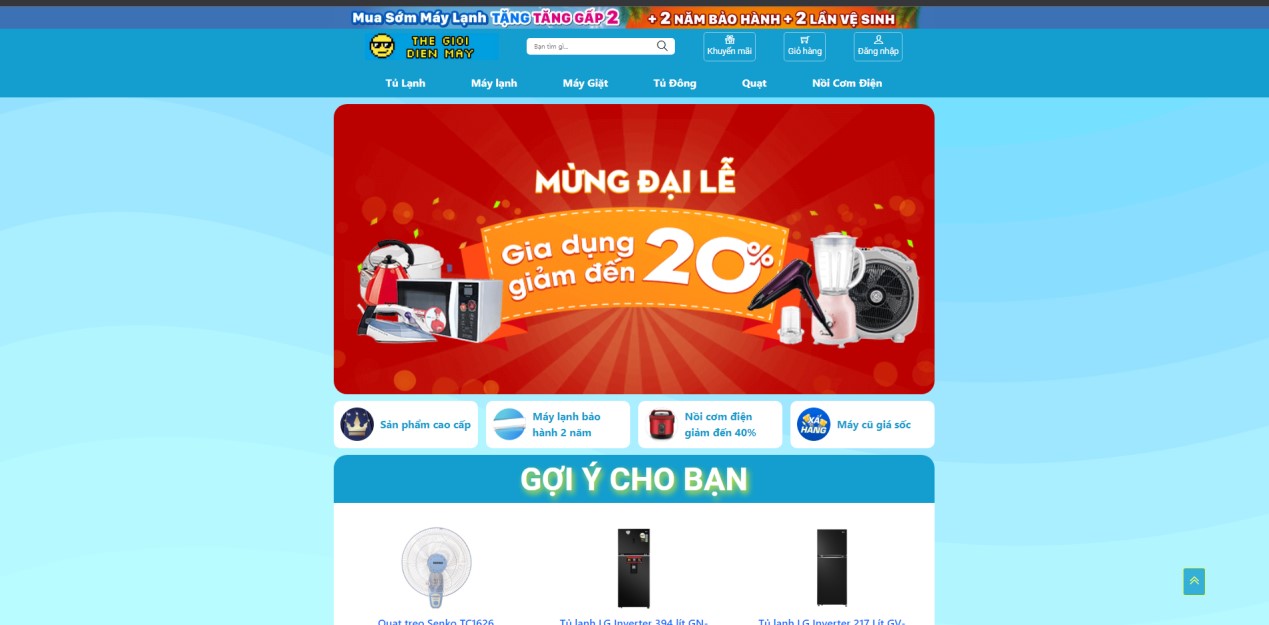 Mua Sớm Máy Lạnh TẶNG TĂNG GẤP 2 + 2 NĂM BẢO HÀNH + 2 LẦN VỆ SINH
THE GIOI
DIEN MAY
Bạn tìm gì...
Khuyến mãi
Giỏ hàng
Đăng nhập
Tủ Lạnh
Máy lạnh
Máy Giặt
Tủ Đông
Quạt
Nồi Cơm Điện
MỪNG ĐẠI LỄ
Gia dụng
giảm đến 20%
Sản phẩm cao cấp
Máy lạnh bảo
hành 2 năm
Nồi cơm điện
giảm đến 40%
XẢ
HÀNG
Máy cũ giá sốc
GỢI Ý CHO BẠN
Quạt treo Senko TC1626
Tủ lạnh LG Inverter 394 lít GN-
Tủ lạnh LG Inverter 217 Lít GV-